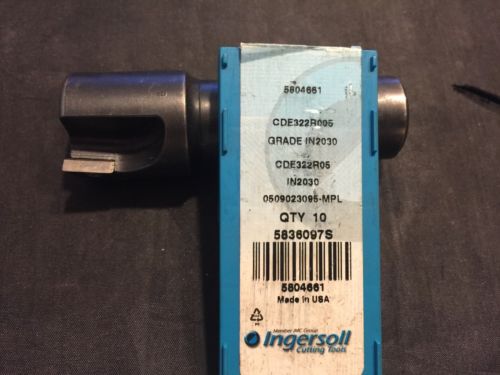 5804661
CDE322R005
GRADE IN2030
CDE322R05
IN2030
0509023095-MPL
QTY 10
5836097S
5804661
Made in USA
Member IMC Group
Ingersoll
Cutting Tools